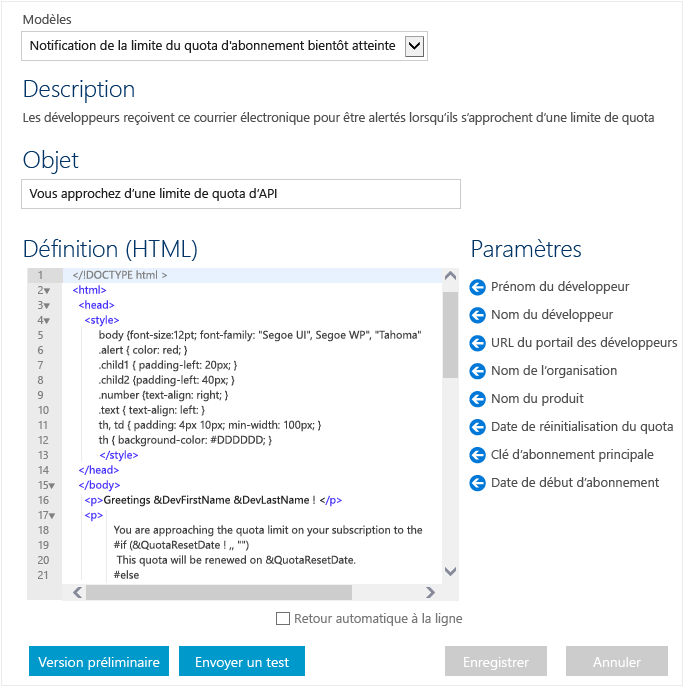 Modèles
Notification de la limite du quota d'abonnement bientôt atteinte
Description
Les développeurs reçoivent ce courrier électronique pour être alertés lorsqu'ils s'approchent d'une limite de quota
Objet
Vous approchez d'une limite de quota d'API
Définition (HTML)
1 </!DOCTYPE html >
2 <html>
3 <head>
4 <style>
5 body {font-size:12pt; font-family: "Segoe UI", Segoe WP", "Tahoma"
6 .alert { color: red; }
7 .child1 { padding-left: 20px; }
8 .child2 {padding-left: 40px; }
9 .number {text-align: right; }
10 .text { text-align: left: }
11 th, td { padding: 4px 10px; min-width: 100px; }
12 th { background-color: #DDDDDD; }
13 </style>
14 </head>
15 </body>
16 <p>Greetings &DevFirstName &DevLastName ! </p>
17 <p>
18 You are approaching the quota limit on your subscription to the
19 #if (&QuotaResetDate ! ,, "")
20 This quota will be renewed on &QuotaResetDate.
21 #else
Retour automatique à la ligne
Paramètres
Prénom du développeur
Nom du développeur
URL du portail des développeurs
Nom de l'organisation
Nom du produit
Date de réinitialisation du quota
Clé d'abonnement principale
Date de début d'abonnement
Version préliminaire
Envoyer un test
Enregistrer
Annuler